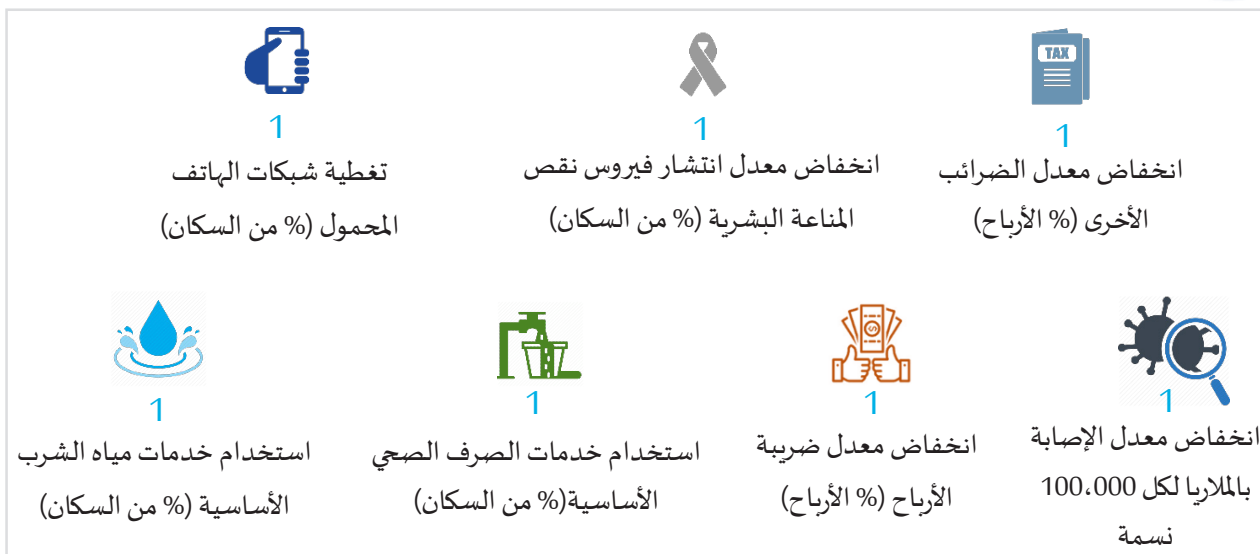 TAX
1
انخفاض معدل الضرائب
الأخرى (% الأرباح)
1
انخفاض معدل انتشار فيروس نقص
المناعة البشرية (% من السكان)
1
تغطية شبكات الهاتف
المحمول (% من السكان)
1
انخفاض معدل الإصابة
بالملاريا لكل 100،000
نسمة
1
انخفاض معدل ضريبة
الأرباح (% الأرباح)
1
استخدام خدمات الصرف الصحي
الأساسية(% من السكان)
1
استخدام خدمات مياه الشرب
الأساسية (% من السكان)